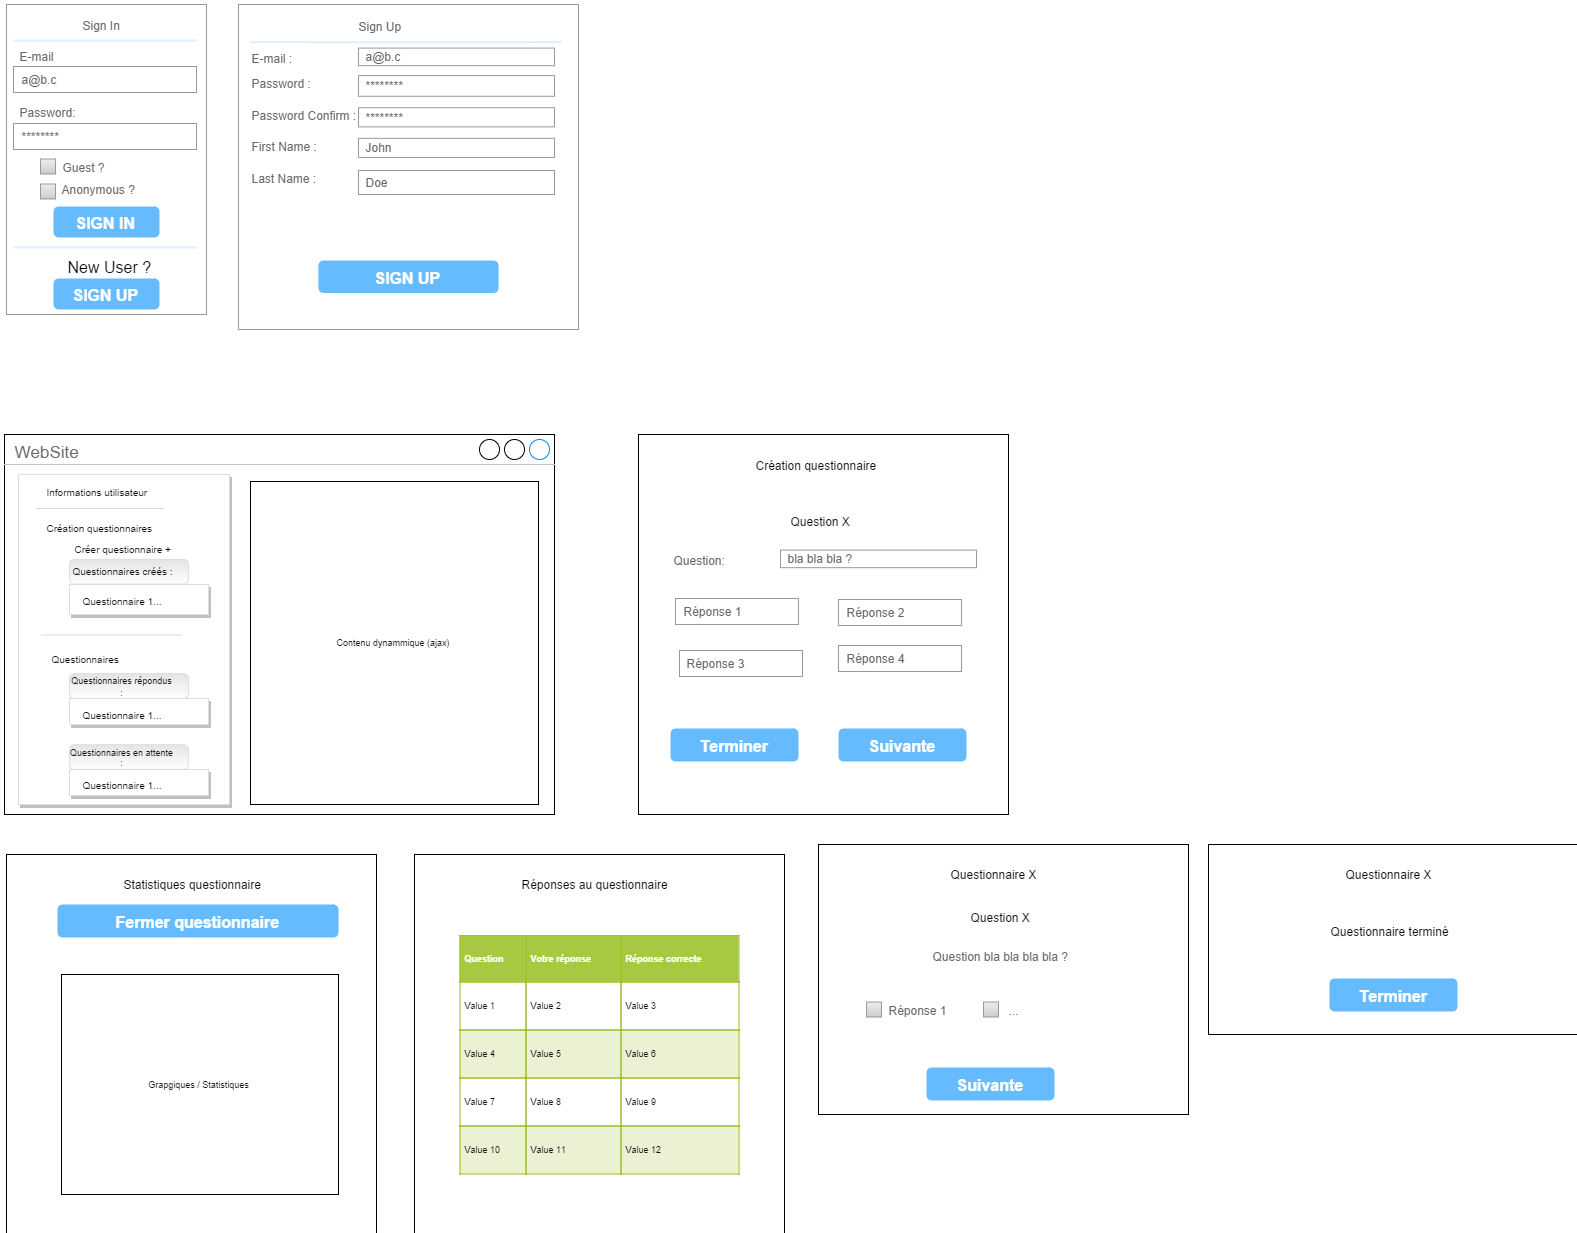 Sign In
E-mail
a@b.c
Password:
********
Guest ?
Anonymous ?
SIGN IN
New User ?
SIGN UP
Sign Up
E-mail :
a@b.c
Password :
********
Password Confirm :
********
First Name :
John
Last Name :
Doe
SIGN UP
WebSite
Informations utilisateur
Création questionnaires
Créer questionnaire +
Questionnaires créés :
Questionnaire 1...
Questionnaires
Questionnaires répondus
:
Questionnaire 1...
Questionnaires en attente
:
Questionnaire 1...
Contenu dynammique (ajax)
Création questionnaire
Question X
Question:
bla bla bla ?
Réponse 1
Réponse 2
Réponse 3
Réponse 4
Terminer
Suivante
Statistiques questionnaire
Fermer questionnaire
Grapgiques / Statistiques
Réponses au questionnaire
Question Votre réponse Réponse correcte
Value 1 Value 2 Value 3
Value 4 Value 5 Value 6
Value 7 Value 8 Value 9
Value 10 Value 11 Value 12
Questionnaire X
Question X
Question bla bla bla bla ?
Réponse 1
...
Suivante
Questionnaire X
Questionnaire terminé
Terminer